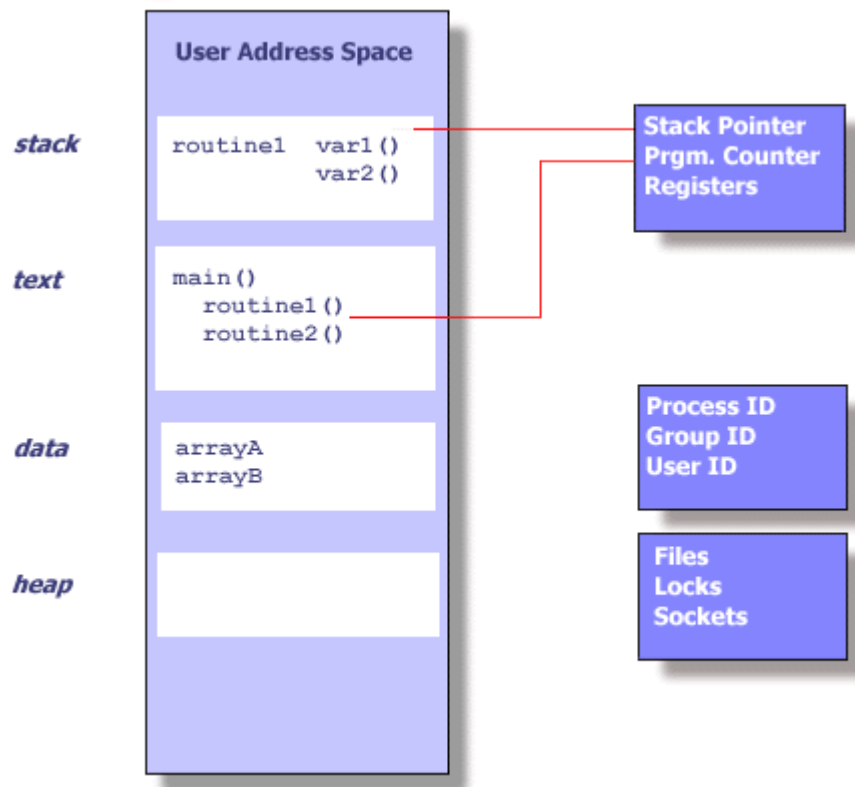 User Address Space
stack
routine1 var1()
var2()
text
main()
routine1()
routine2()
data
arrayA
arrayB
heap
Stack Pointer
Prgm. Counter
Registers
Process ID
Group ID
User ID
Files
Locks
Sockets